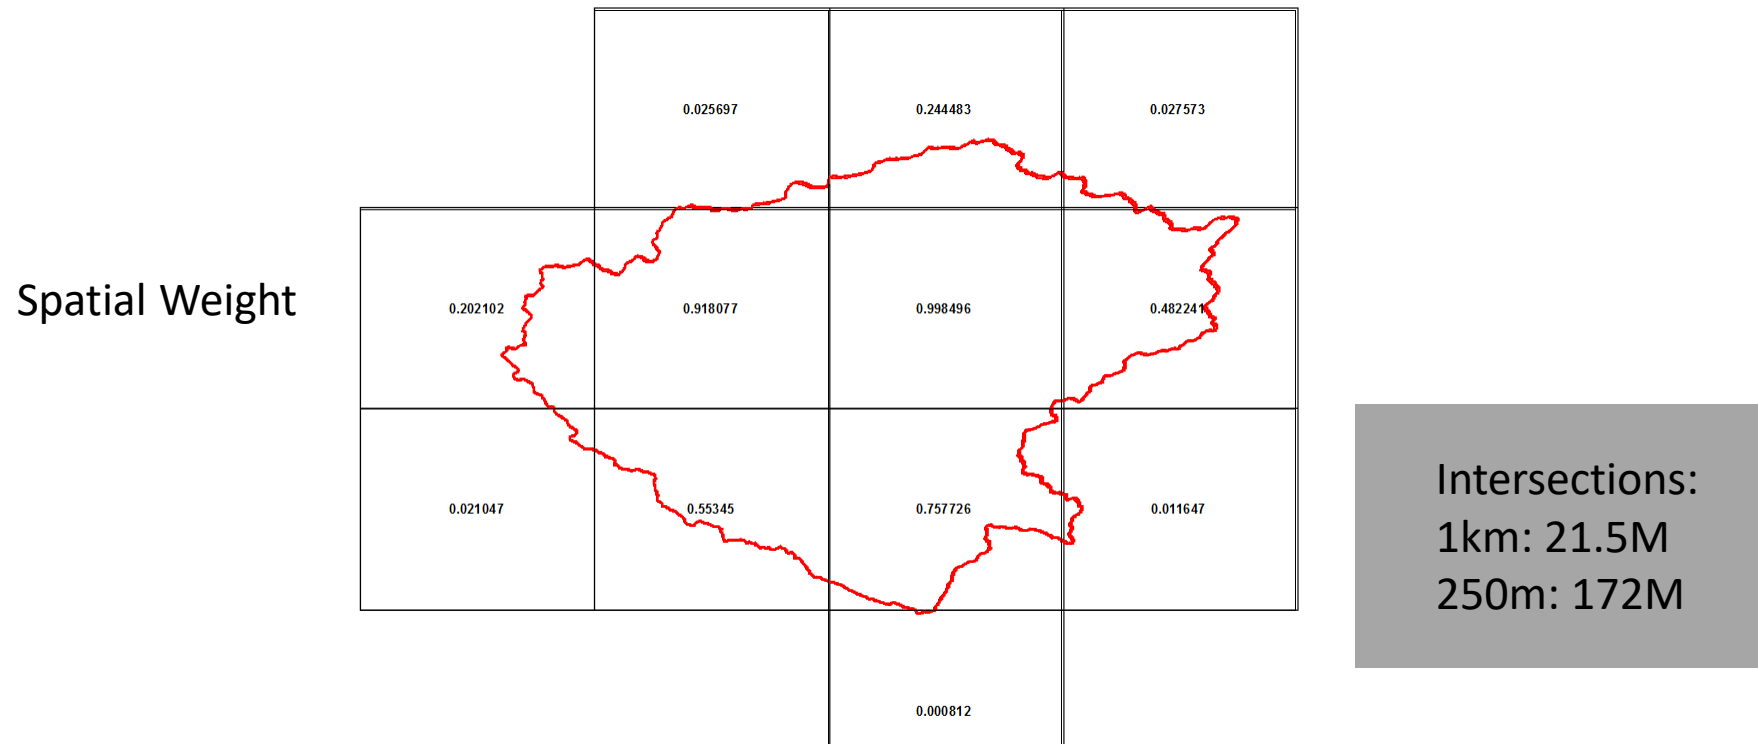 0.025697 0.244483 0.027573
Spatial Weight
0.202102 0.918077 0.998496 0.482241
0.021047 0.55345 0.757726 0.011647
Intersections:
1km: 21.5M
250m: 172M
0.000812